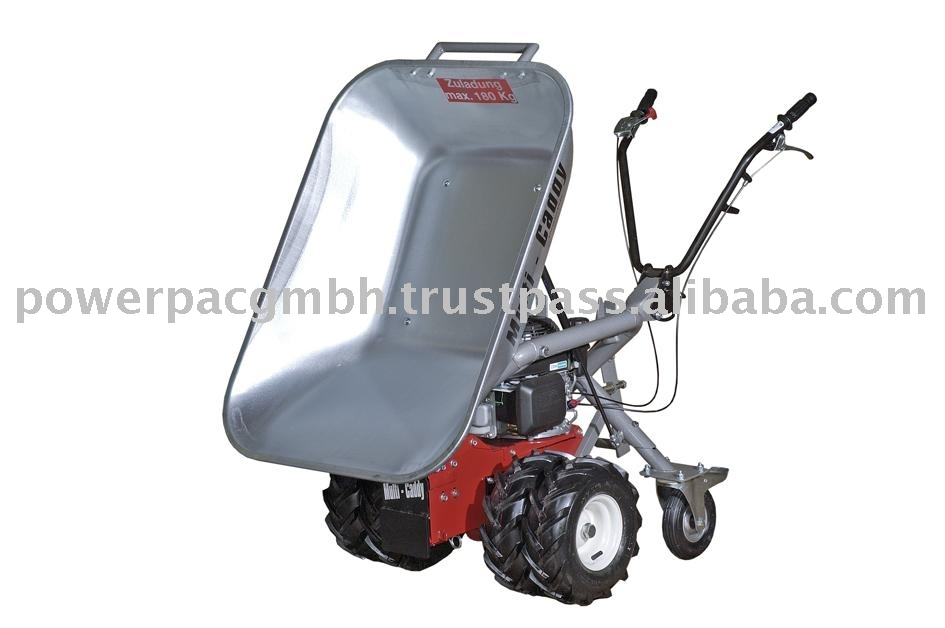 Zuladung
max. 180 Kg
Multi - Caddy
powerpacgmbh.trustpass.alibaba.com
Multi - Caddy